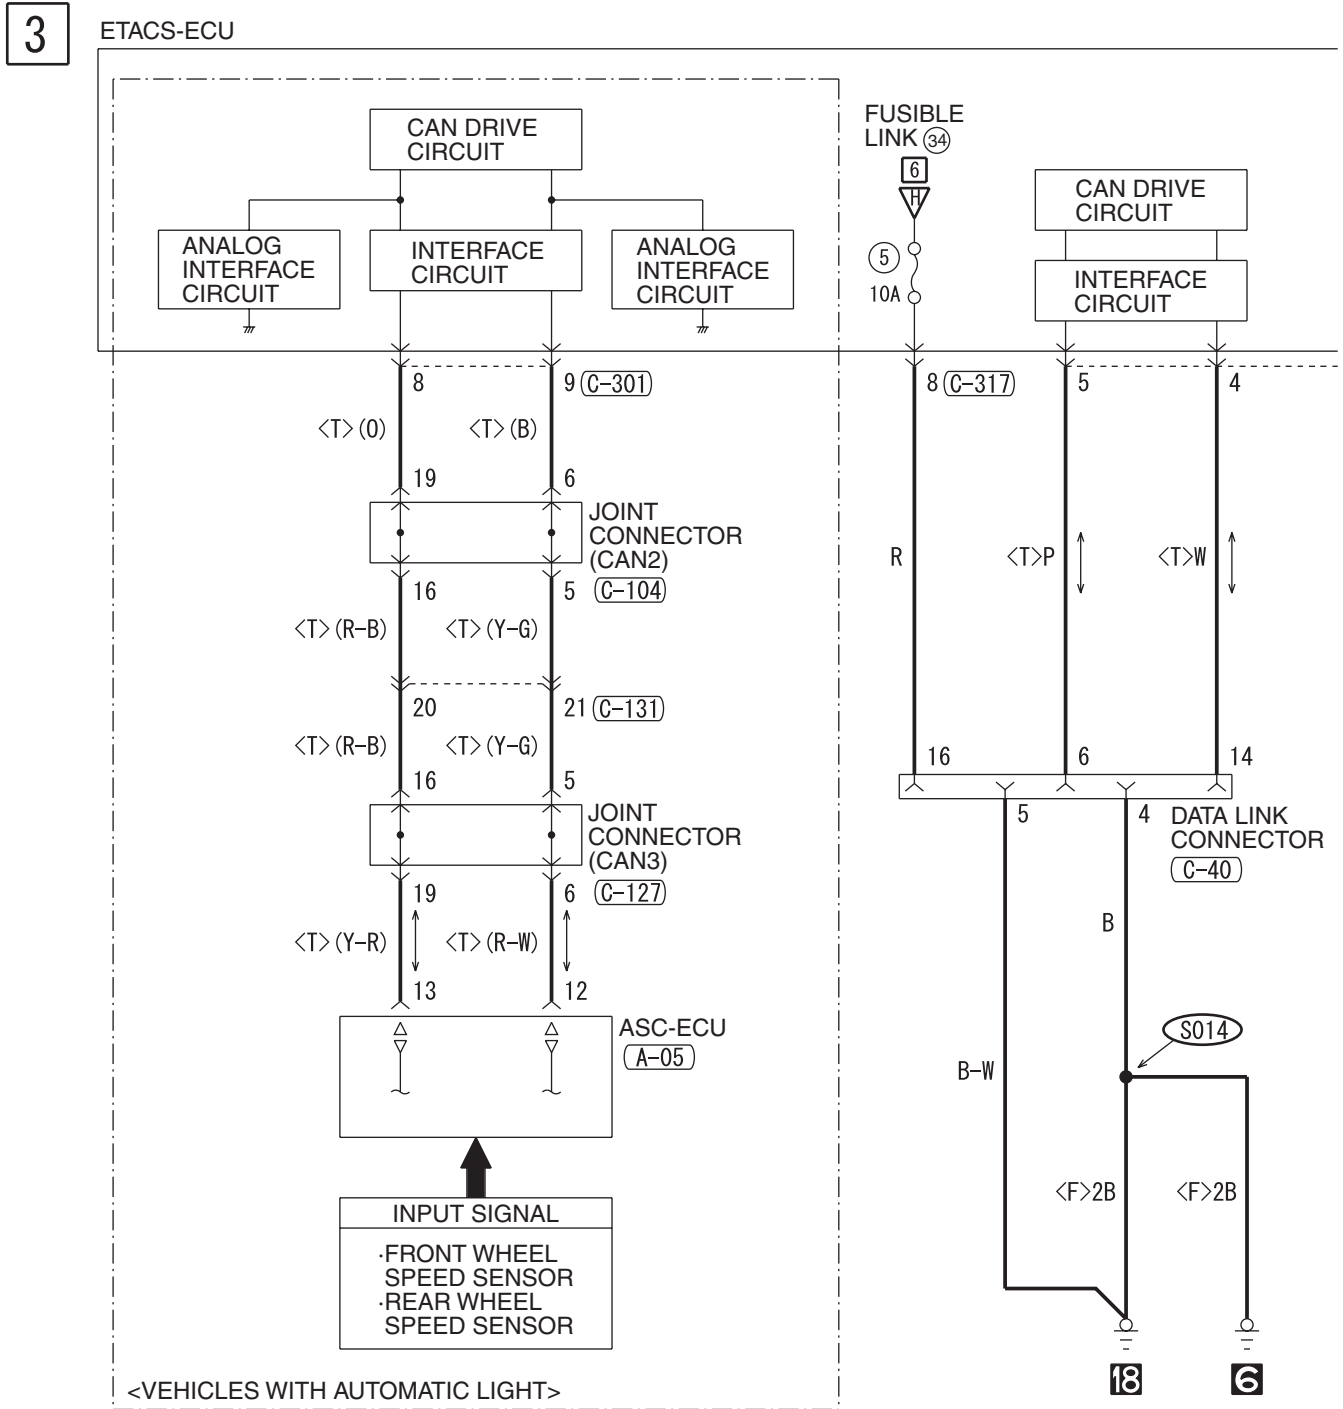 3
ETACS-ECU
CAN DRIVE
CIRCUIT
ANALOG
INTERFACE
CIRCUIT
INTERFACE
CIRCUIT
ANALOG
INTERFACE
CIRCUIT
FUSIBLE
LINK 34
6
H
5
10A
CAN DRIVE
CIRCUIT
INTERFACE
CIRCUIT
8
9 C-301
8 C-317
5
4
<T>(O)
<T>(B)
19
6
JOINT
CONNECTOR
(CAN2)
C-104
16
5
<T>(R-B)
<T>(Y-G)
R
<T>P
<T>W
20
21 C-131
<T>(R-B)
<T>(Y-G)
16
5
16
6
14
JOINT
CONNECTOR
(CAN3)
C-127
5
4
DATA LINK
CONNECTOR
C-40
19
6
<T>(Y-R)
<T>(R-W)
13
12
B
ASC-ECU
A-05
S014
B-W
INPUT SIGNAL
·FRONT WHEEL
SPEED SENSOR
·REAR WHEEL
SPEED SENSOR
<F>2B
<F>2B
18
6
<VEHICLES WITH AUTOMATIC LIGHT>